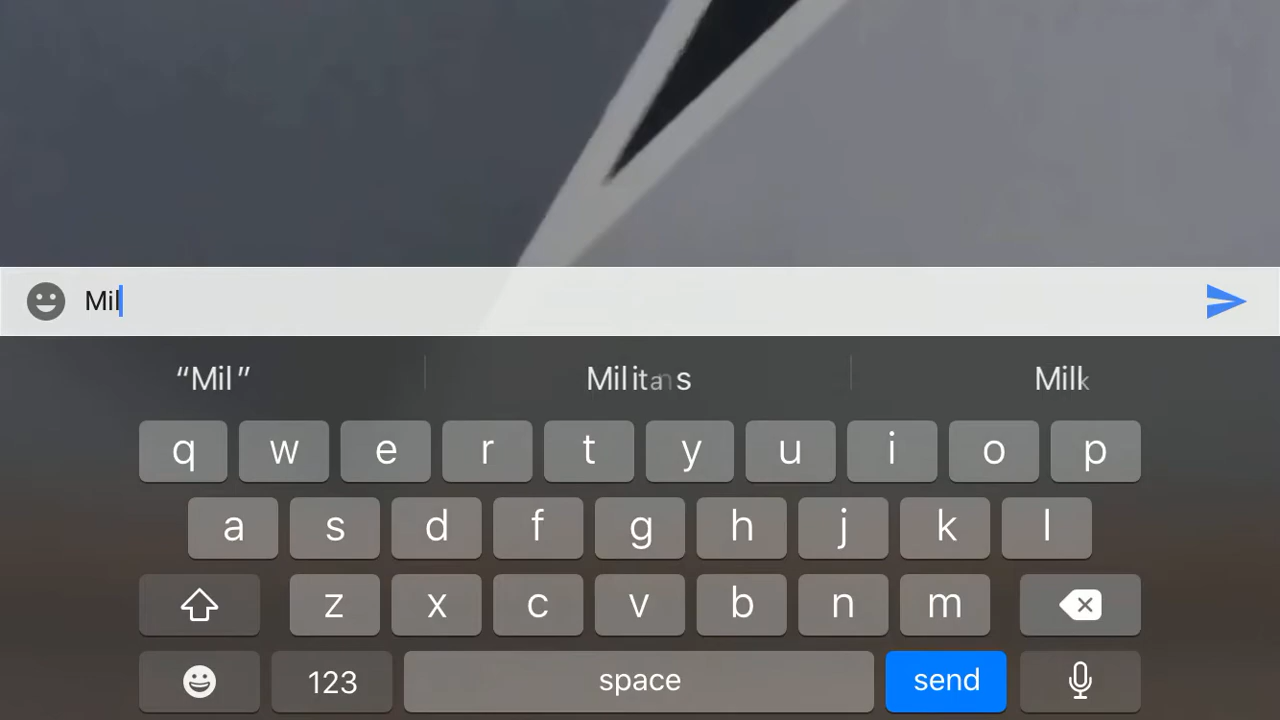 Mil
“Mil” Milk
q w e r t y u i o p
a s d f g h j k l
z x c v b n m
123 space send